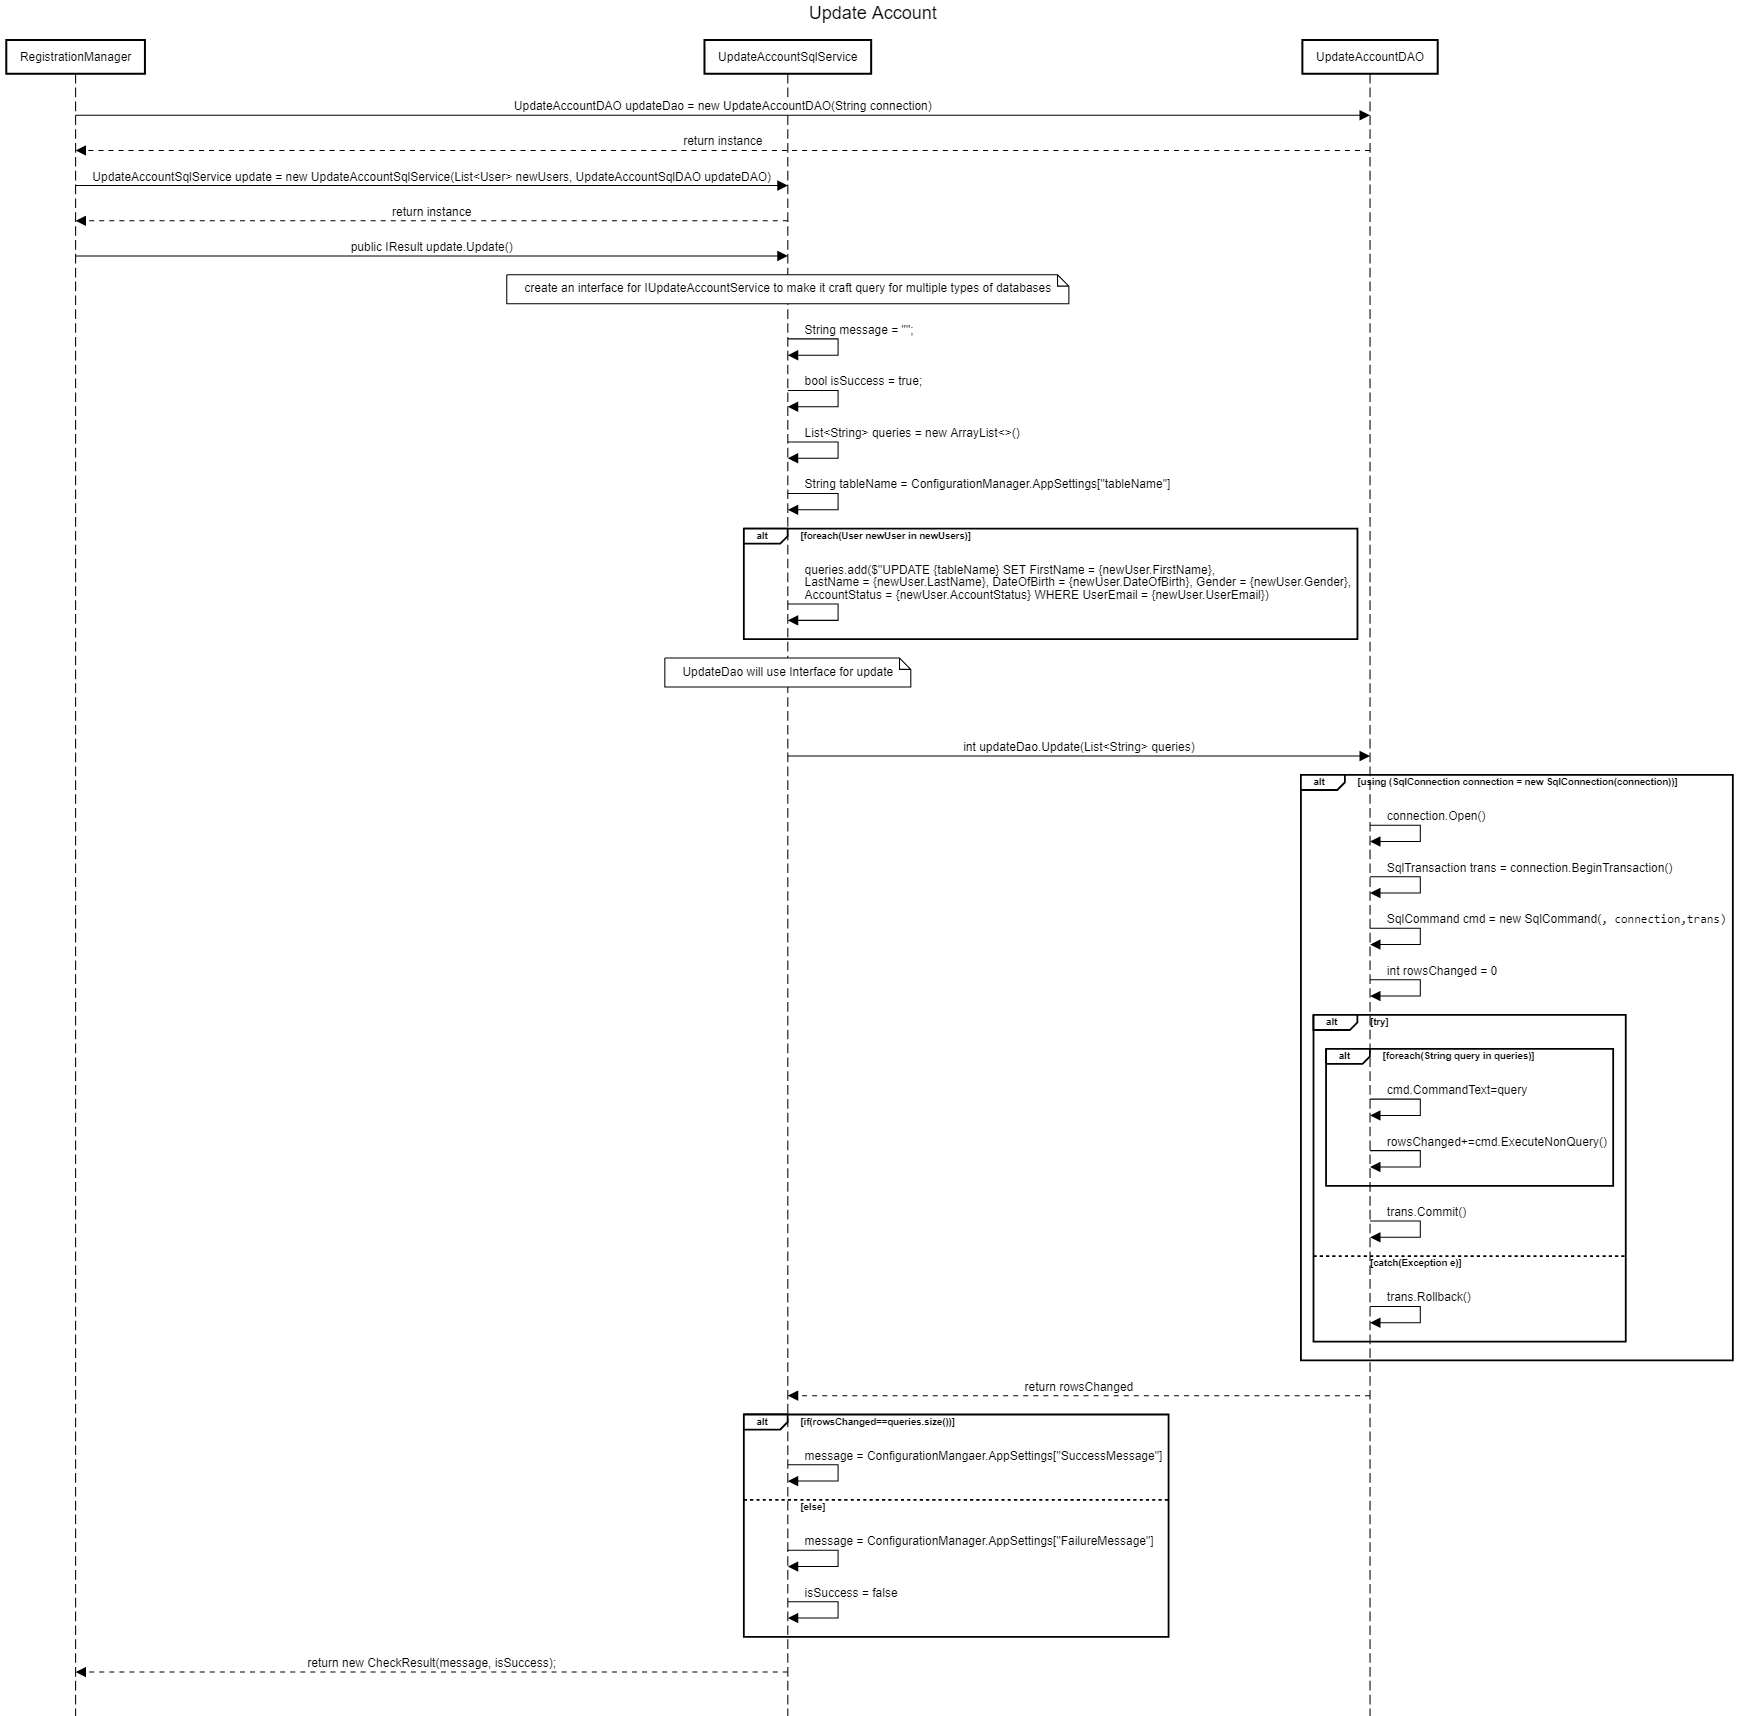 Update Account
RegistrationManager
UpdateAccountSqlService
UpdateAccountDAO
UpdateAccountDAO updateDao = new UpdateAccountDAO(String connection)
return instance
UpdateAccountSqlService update = new UpdateAccountSqlService(List<User> newUsers, UpdateAccountSqlDAO updateDAO)
return instance
public IResult update.Update()
create an interface for IUpdateAccountService to make it craft query for multiple types of databases
String message = "";
bool isSuccess = true;
List<String> queries = new ArrayList<>()
String tableName = ConfigurationManager.AppSettings["tableName"]
alt
[foreach(User newUser in newUsers)]
queries.add($"UPDATE {tableName} SET FirstName = {newUser.FirstName},
LastName = {newUser.LastName}, DateOfBirth = {newUser.DateOfBirth}, Gender = {newUser.Gender},
AccountStatus = {newUser.AccountStatus} WHERE UserEmail = {newUser.UserEmail})
UpdateDao will use Interface for update
int updateDao.Update(List<String> queries)
alt
[using (SqlConnection connection = new SqlConnection(connection))]
connection.Open()
SqlTransaction trans = connection.BeginTransaction()
SqlCommand cmd = new SqlCommand(, connection,trans)
int rowsChanged = 0
alt
[try]
alt
[foreach(String query in queries)]
cmd.CommandText=query
rowsChanged+=cmd.ExecuteNonQuery()
trans.Commit()
[catch(Exception e)]
trans.Rollback()
return rowsChanged
alt
[if(rowsChanged==queries.size())]
message = ConfigurationMangaer.AppSettings["SuccessMessage"]
[else]
message = ConfigurationManager.AppSettings["FailureMessage"]
isSuccess = false
return new CheckResult(message, isSuccess);